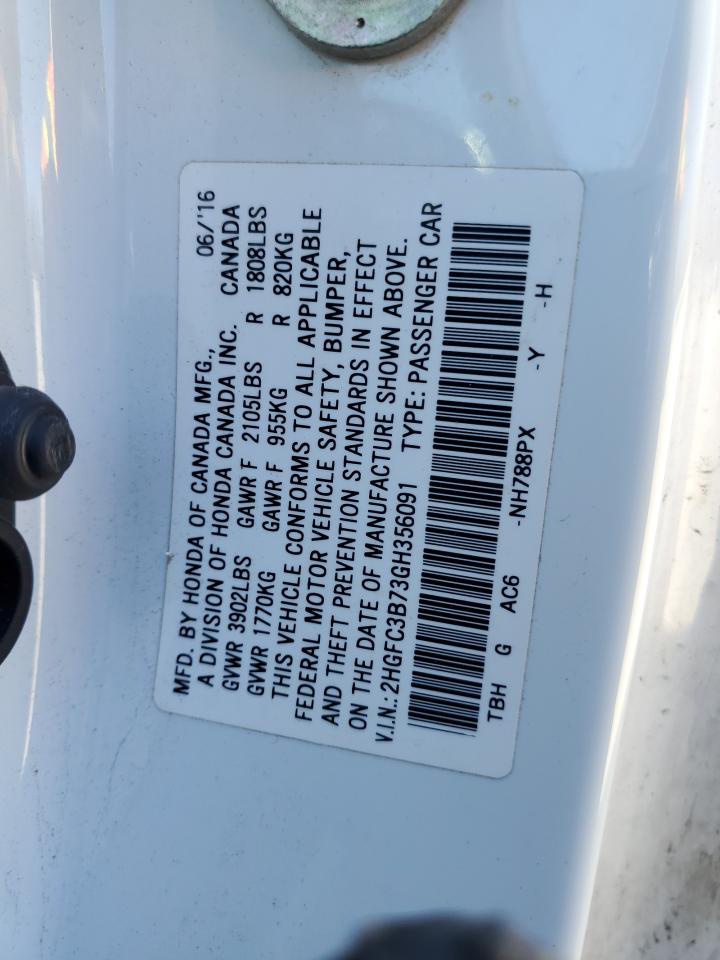 MFD. BY HONDA OF CANADA MFG., 06/'16
A DIVISION OF HONDA CANADA INC. CANADA
GVWR 3902LBS GAWR F 2105LBS R 1808LBS
GVWR 1770KG GAWR F 955KG R 820KG
THIS VEHICLE CONFORMS TO ALL APPLICABLE
FEDERAL MOTOR VEHICLE SAFETY, BUMPER,
AND THEFT PREVENTION STANDARDS IN EFFECT
ON THE DATE OF MANUFACTURE SHOWN ABOVE.
V.I.N.: 2HGFC3B73GH356091 TYPE: PASSENGER CAR
TBH G AC6 -NH788PX -Y -H